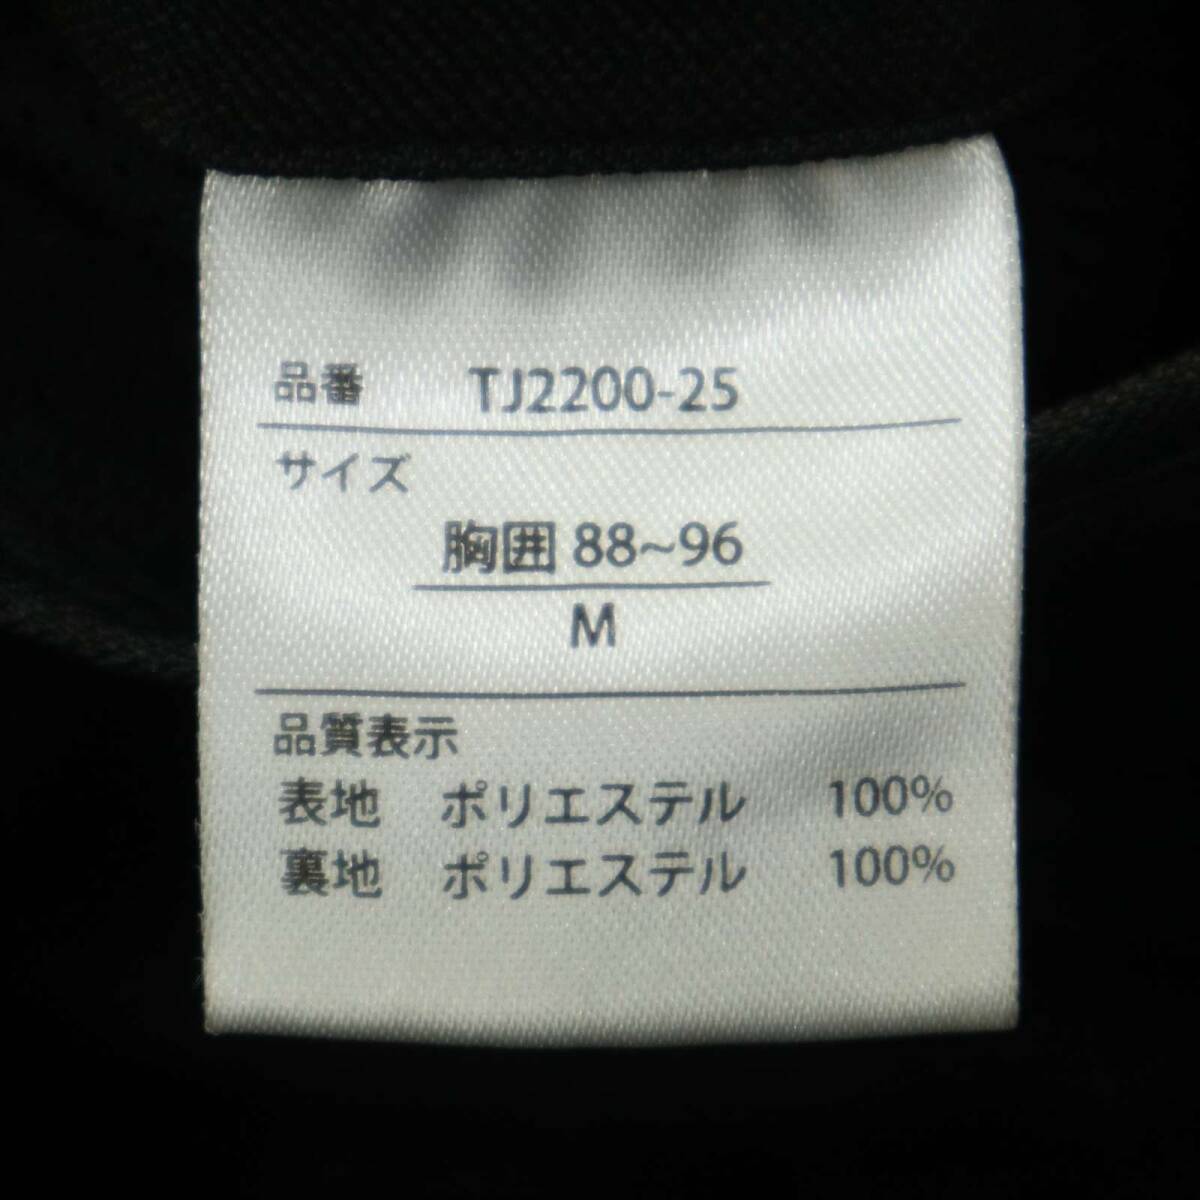 品番 TJ2200-25
サイズ
胸囲 88~96
M
品質表示
表地 ポリエステル 100%
裏地 ポリエステル 100%